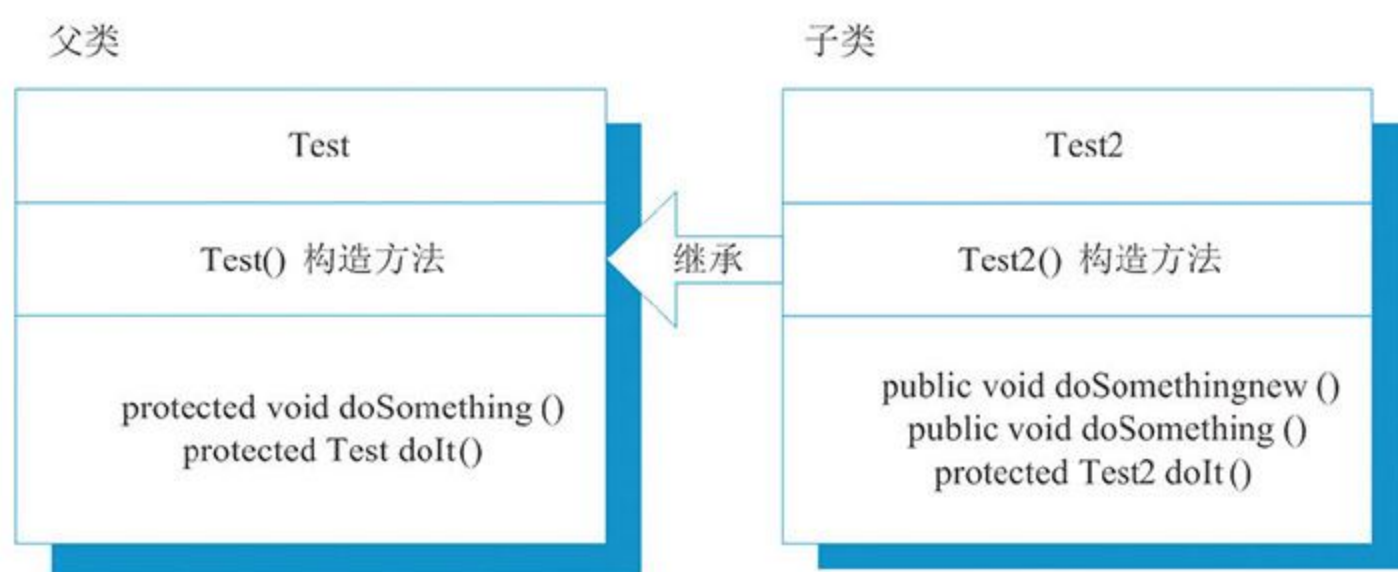 父类
Test
Test() 构造方法
protected void doSomething ()
protected Test doIt()
继承
子类
Test2
Test2() 构造方法
public void doSomethingnew ()
public void doSomething ()
protected Test2 doIt ()